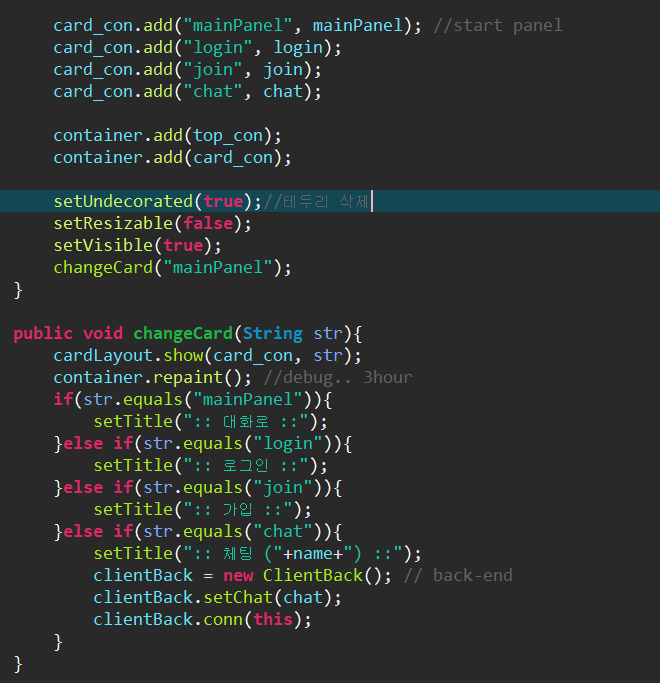 card_con.add("mainPanel", mainPanel); //start panel
card_con.add("login", login);
card_con.add("join", join);
card_con.add("chat", chat);
container.add(top_con);
container.add(card_con);
setUndecorated(true);//테두리 삭제
setResizable(false);
setVisible(true);
changeCard("mainPanel");
}
public void changeCard(String str){
cardLayout.show(card_con, str);
container.repaint(); //debug.. 3hour
if(str.equals("mainPanel")){
setTitle(":: 대화로 ::");
}else if(str.equals("login")){
setTitle(":: 로그인 ::");
}else if(str.equals("join")){
setTitle(":: 가입 ::");
}else if(str.equals("chat")){
setTitle(":: 체팅 ("+name+") ::");
clientBack = new ClientBack(); // back-end
clientBack.setChat(chat);
clientBack.conn(this);
}
}